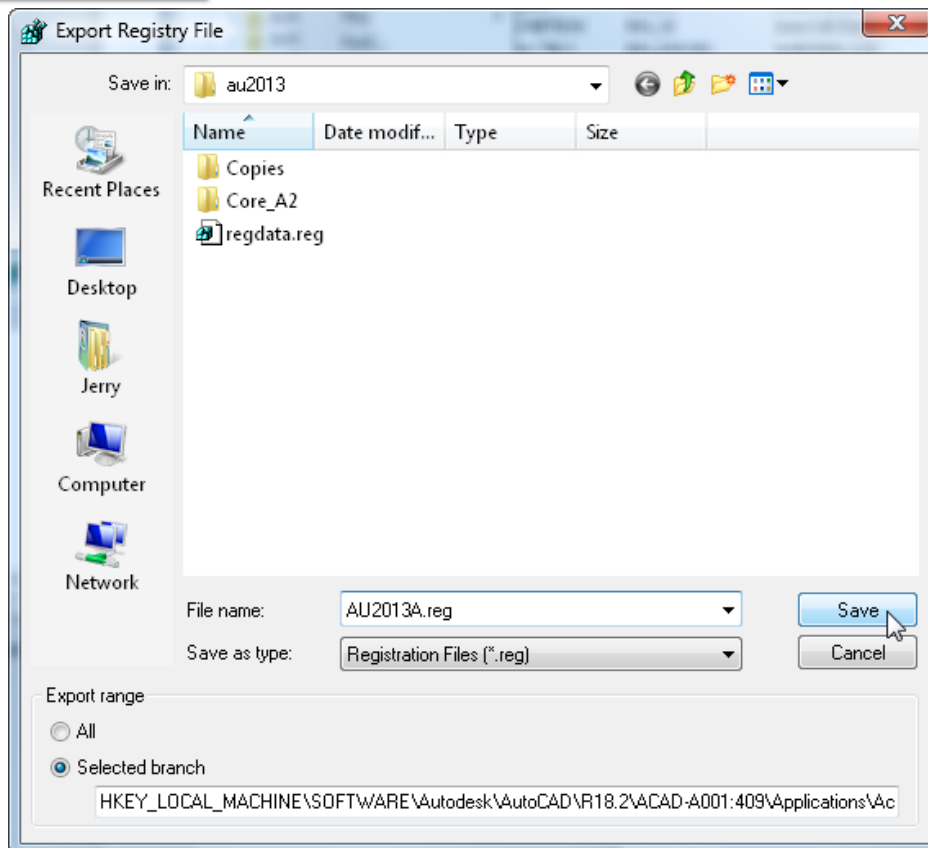 Export Registry File
Save in: au2013
Name Date modif... Type Size
Copies
Core_A2
regdata.reg
Recent Places
Desktop
Jerry
Computer
Network
File name: AU2013A.reg Save
Save as type: Registration Files (*.reg) Cancel
Export range
All
Selected branch
HKEY_LOCAL_MACHINE\SOFTWARE\Autodesk\AutoCAD\R18.2\ACAD-A001:409\Applications\Ac